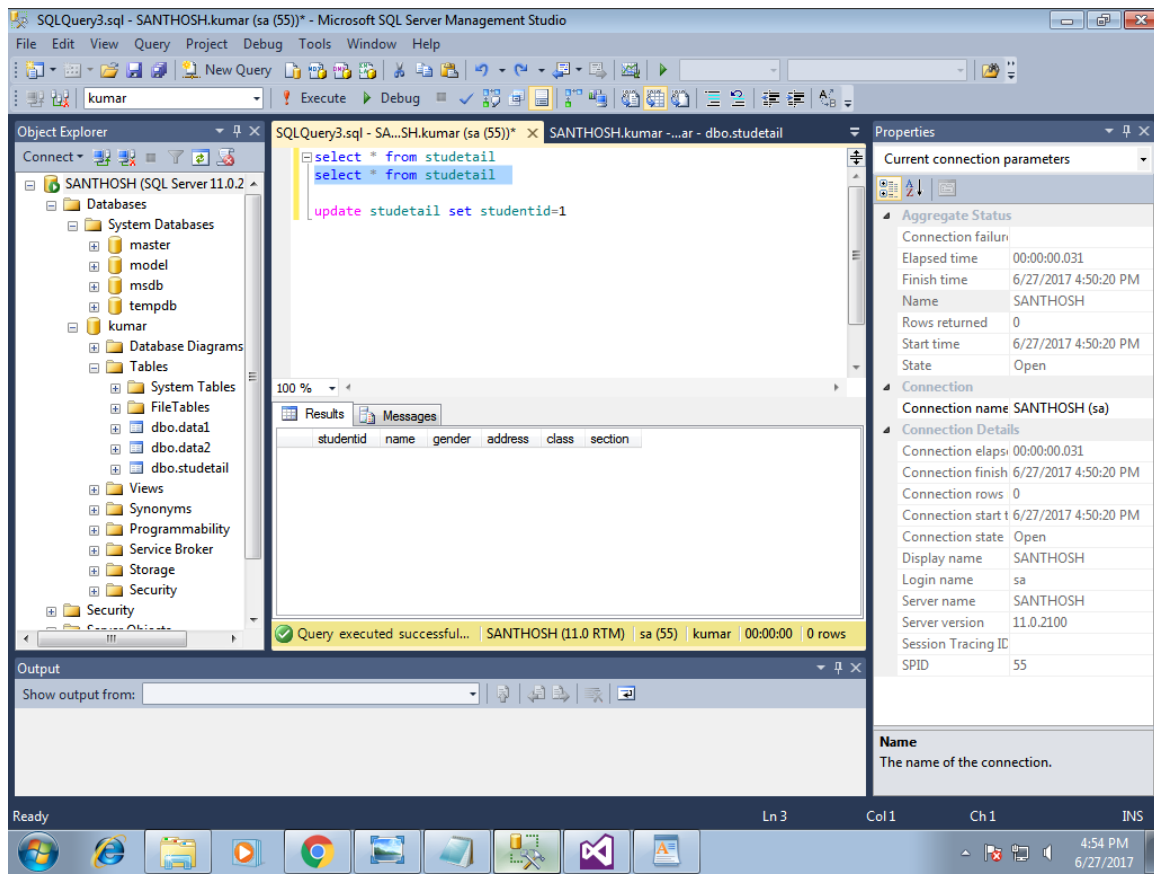 SQLQuery3.sql - SANTHOSH.kumar (sa (55))* - Microsoft SQL Server Management Studio
File Edit View Query Project Debug Tools Window Help
New Query
kumar Execute Debug
Object Explorer
Connect
SANTHOSH (SQL Server 11.0.2
Databases
System Databases
master
model
msdb
tempdb
kumar
Database Diagrams
Tables
System Tables
FileTables
dbo.data1
dbo.data2
dbo.studetail
Views
Synonyms
Programmability
Service Broker
Storage
Security
Security
SQLQuery3.sql - SA...SH.kumar (sa (55))* SANTHOSH.kumar -...ar - dbo.studetail
select * from studetail
select * from studetail
update studetail set studentid=1
100 %
Results Messages
studentid name gender address class section
Query executed successful... SANTHOSH (11.0 RTM) sa (55) kumar 00:00:00 0 rows
Properties
Current connection parameters
Aggregate Status
Connection failure
Elapsed time 00:00:00.031
Finish time 6/27/2017 4:50:20 PM
Name SANTHOSH
Rows returned 0
Start time 6/27/2017 4:50:20 PM
State Open
Connection
Connection name SANTHOSH (sa)
Connection Details
Connection elaps 00:00:00.031
Connection finish 6/27/2017 4:50:20 PM
Connection rows 0
Connection start t 6/27/2017 4:50:20 PM
Connection state Open
Display name SANTHOSH
Login name sa
Server name SANTHOSH
Server version 11.0.2100
Session Tracing ID
SPID 55
Name
The name of the connection.
Output
Show output from:
Ready Ln 3 Col 1 Ch 1 INS
4:54 PM
6/27/2017